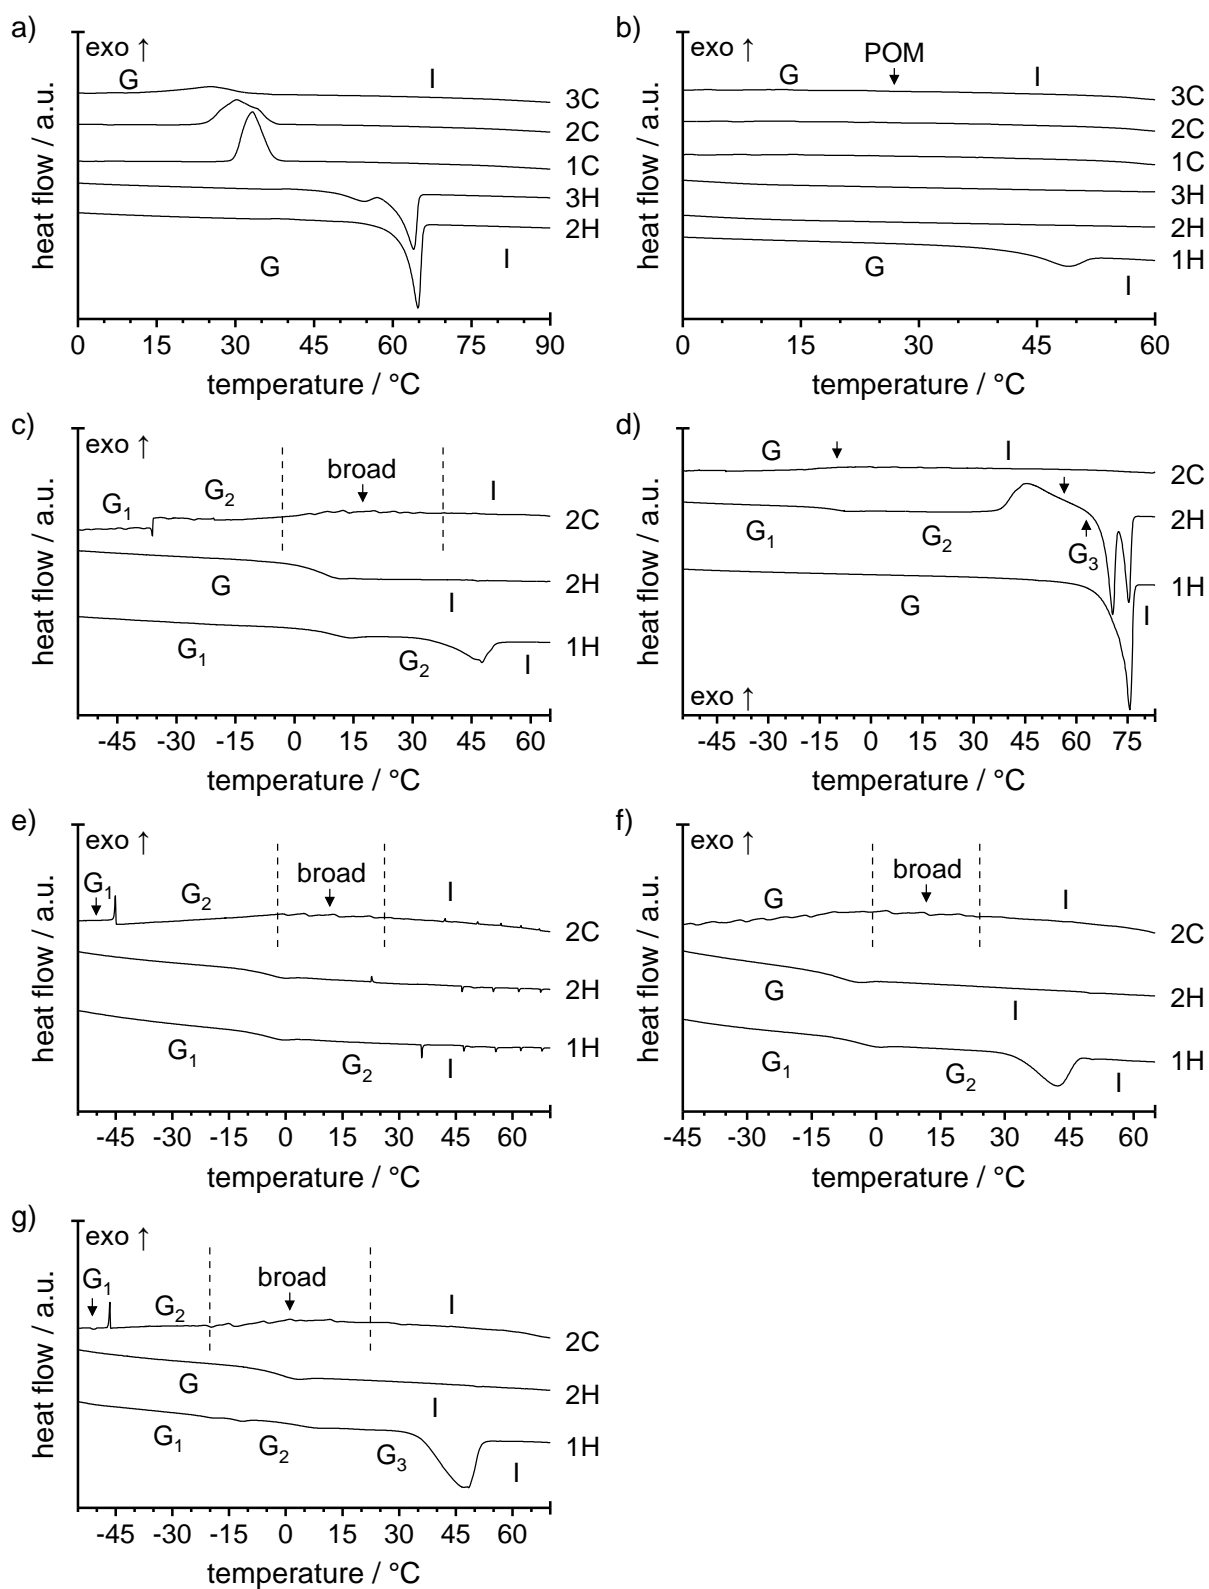 a)
exo ↑
G
I
3C
2C
1C
3H
2H
G
I
heat flow / a.u.
0 15 30 45 60 75 90
temperature / °C
b)
exo ↑
POM
G
I
3C
2C
1C
3H
2H
1H
G
I
heat flow / a.u.
0 15 30 45 60
temperature / °C
c)
exo ↑
broad
G₁
G₂
I
2C
2H
G
I
1H
G₁
G₂
I
heat flow / a.u.
-45 -30 -15 0 15 30 45 60
temperature / °C
d)
G
I
2C
2H
G₁
G₂
G₃
1H
G
I
exo ↑
heat flow / a.u.
-45 -30 -15 0 15 30 45 60 75
temperature / °C
e)
exo ↑
broad
G₁
G₂
I
2C
2H
1H
G₁
G₂
I
heat flow / a.u.
-45 -30 -15 0 15 30 45 60
temperature / °C
f)
exo ↑
broad
G
I
2C
G
2H
I
1H
G₁
G₂
I
heat flow / a.u.
-45 -30 -15 0 15 30 45 60
temperature / °C
g)
exo ↑
broad
G₁
G₂
I
2C
G
2H
I
1H
G₁
G₂
G₃
I
heat flow / a.u.
-45 -30 -15 0 15 30 45 60
temperature / °C